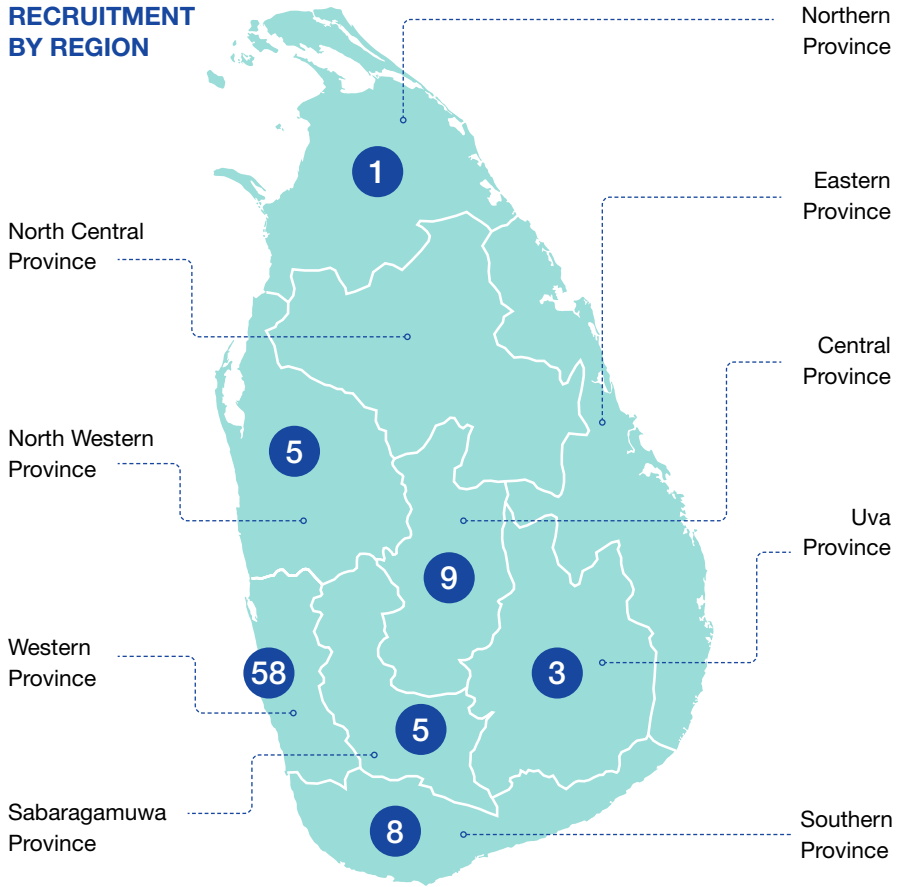 RECRUITMENT
BY REGION
Northern
Province
1
Eastern
Province
North Central
Province
Central
Province
North Western
Province
5
Uva
Province
9
Western
Province
58
3
5
Sabaragamuwa
Province
8
Southern
Province